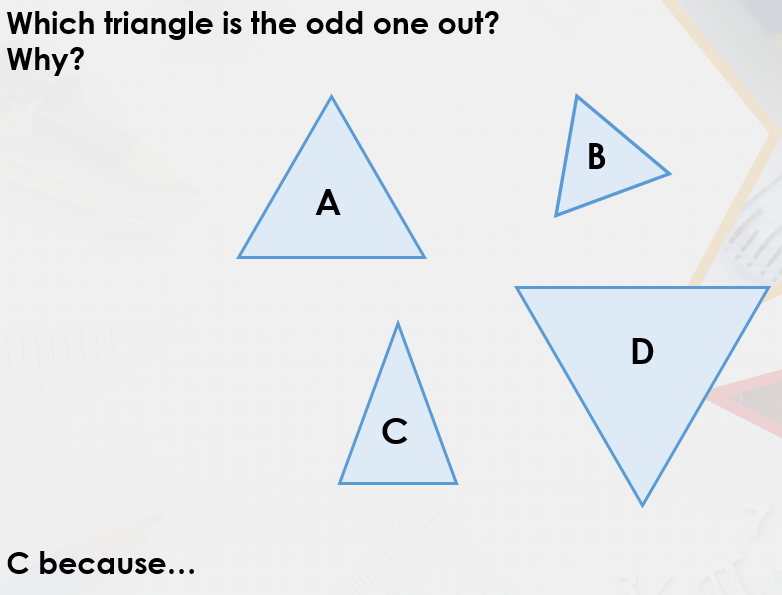 Which triangle is the odd one out?
Why?
A
B
C
D
C because…